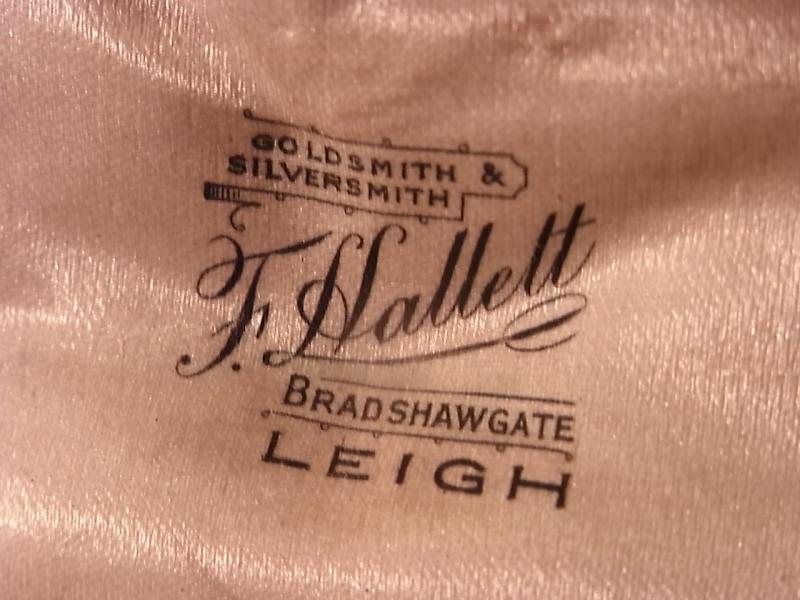 GOLDSMITH &
SILVERSMITH
F. Hallett
BRADSHAWGATE
LEIGH